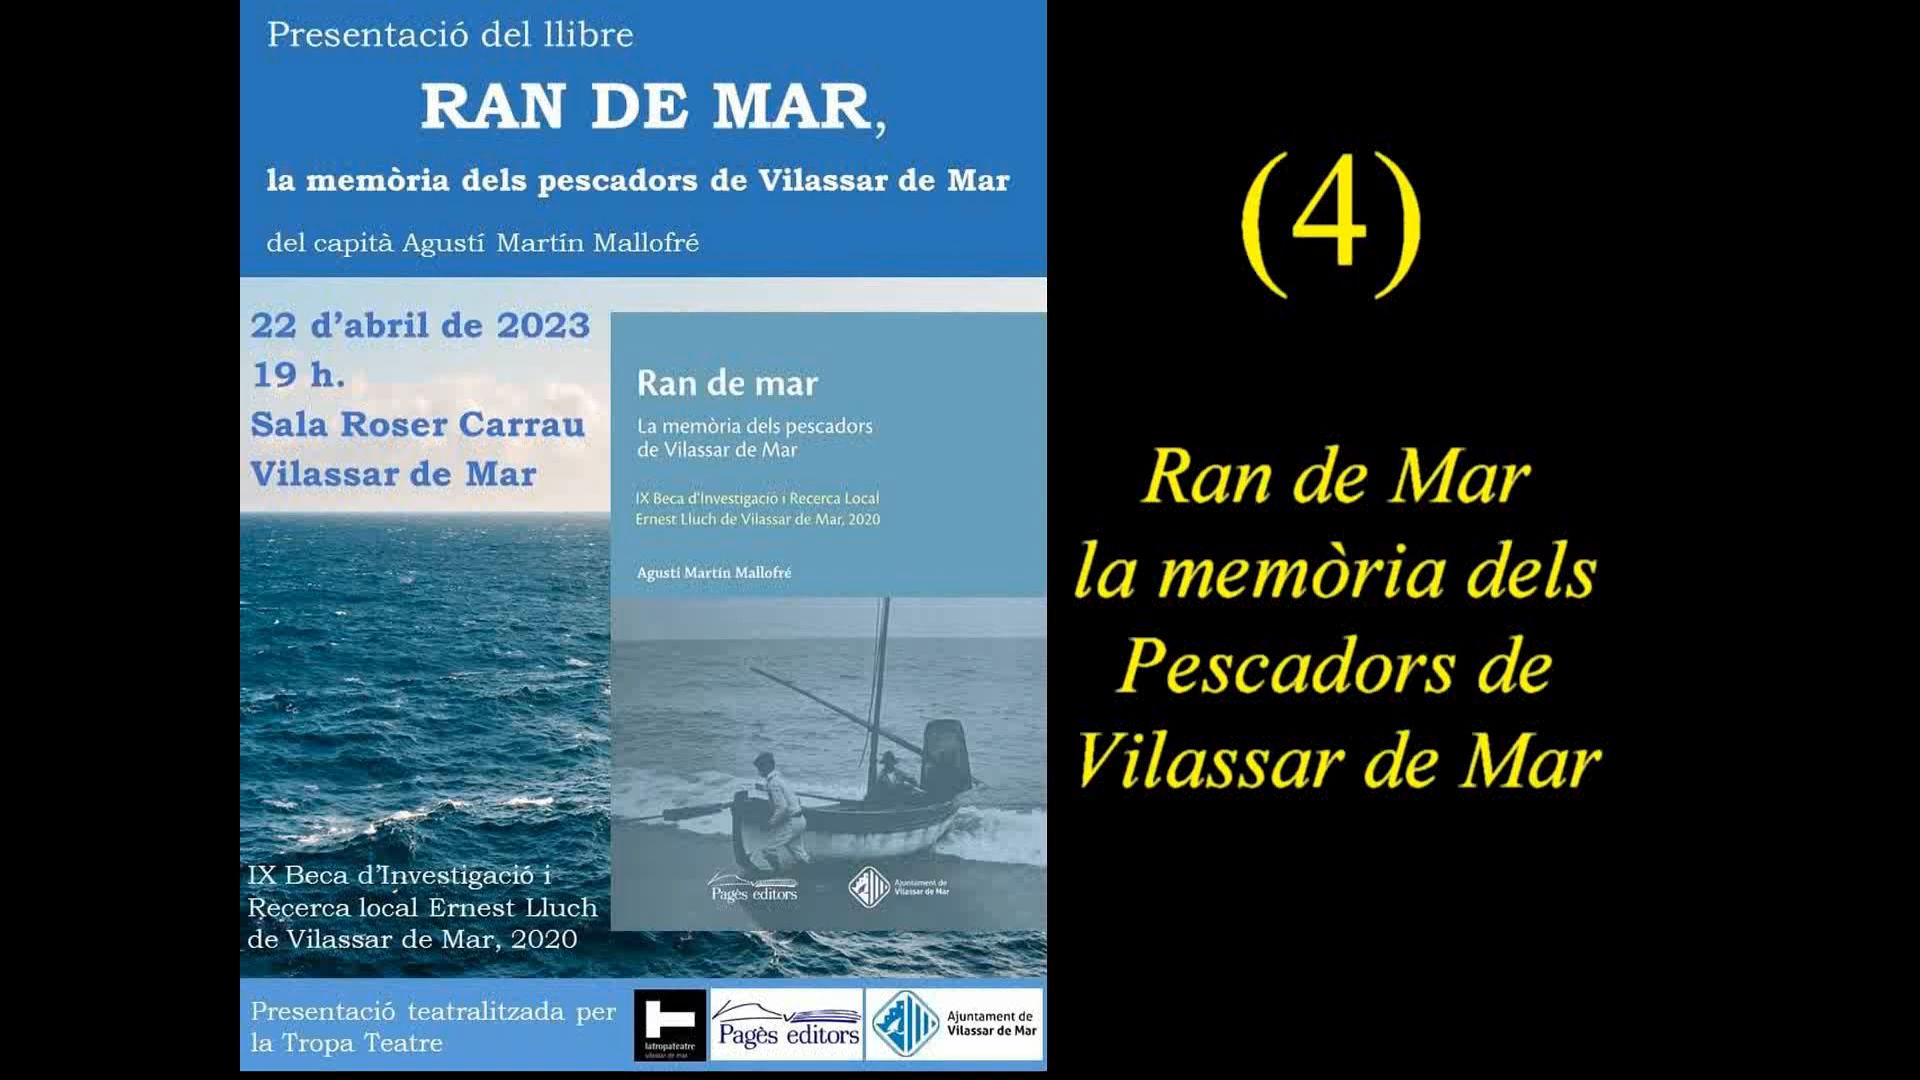 Presentació del llibre
RAN DE MAR,
la memòria dels pescadors de Vilassar de Mar
del capità Agustí Martín Mallofré
22 d'abril de 2023
19 h.
Sala Roser Carrau
Vilassar de Mar
Ran de mar
La memòria dels pescadors
de Vilassar de Mar
IX Beca d'Investigació i Recerca Local
Ernest Lluch de Vilassar de Mar, 2020
Agustí Martín Mallofré
Pagès editors
Ajuntament de
Vilassar de Mar
IX Beca d'Investigació i
Recerca local Ernest Lluch
de Vilassar de Mar, 2020
Presentació teatralitzada per
la Tropa Teatre
latropateatre
vilassar de mar
Pagès editors
Ajuntament de
Vilassar de Mar
(4)
Ran de Mar
la memòria dels
Pescadors de
Vilassar de Mar